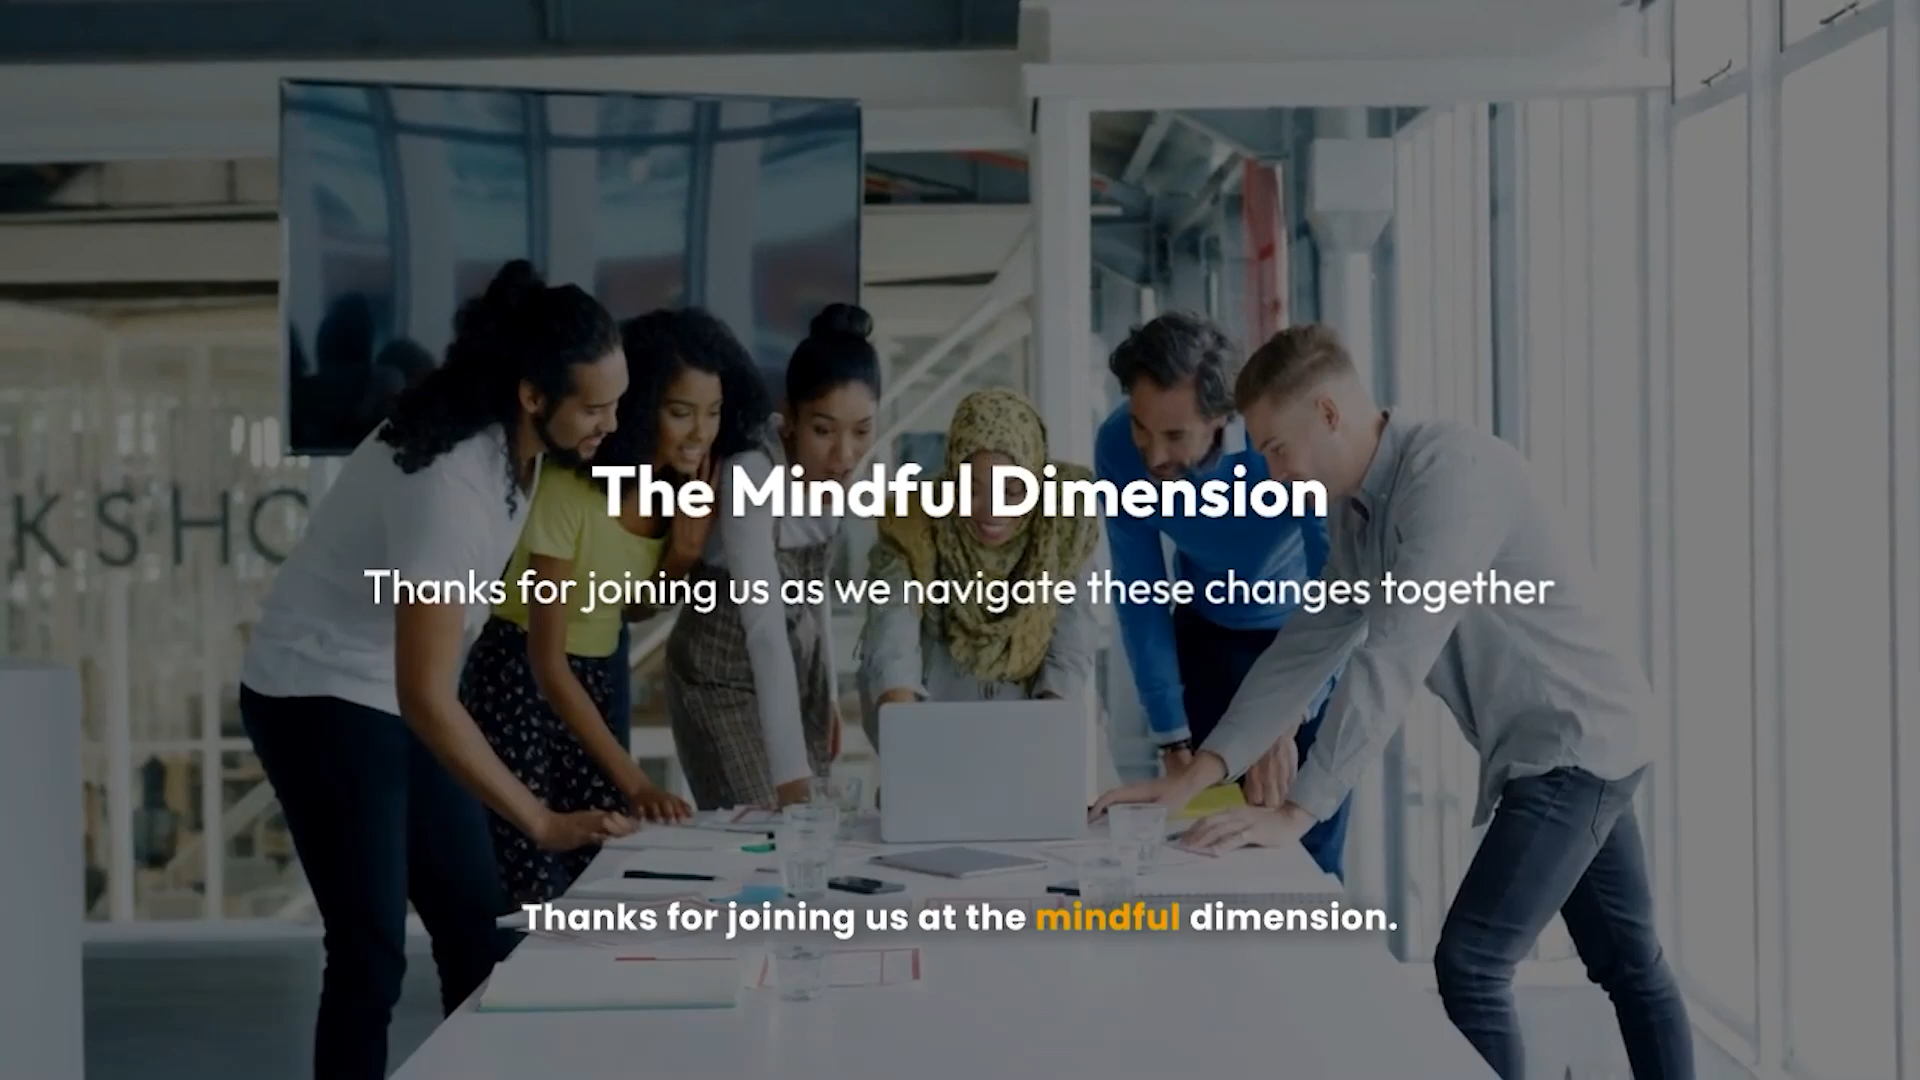 KSHO
The Mindful Dimension
Thanks for joining us as we navigate these changes together
Thanks for joining us at the mindful dimension.